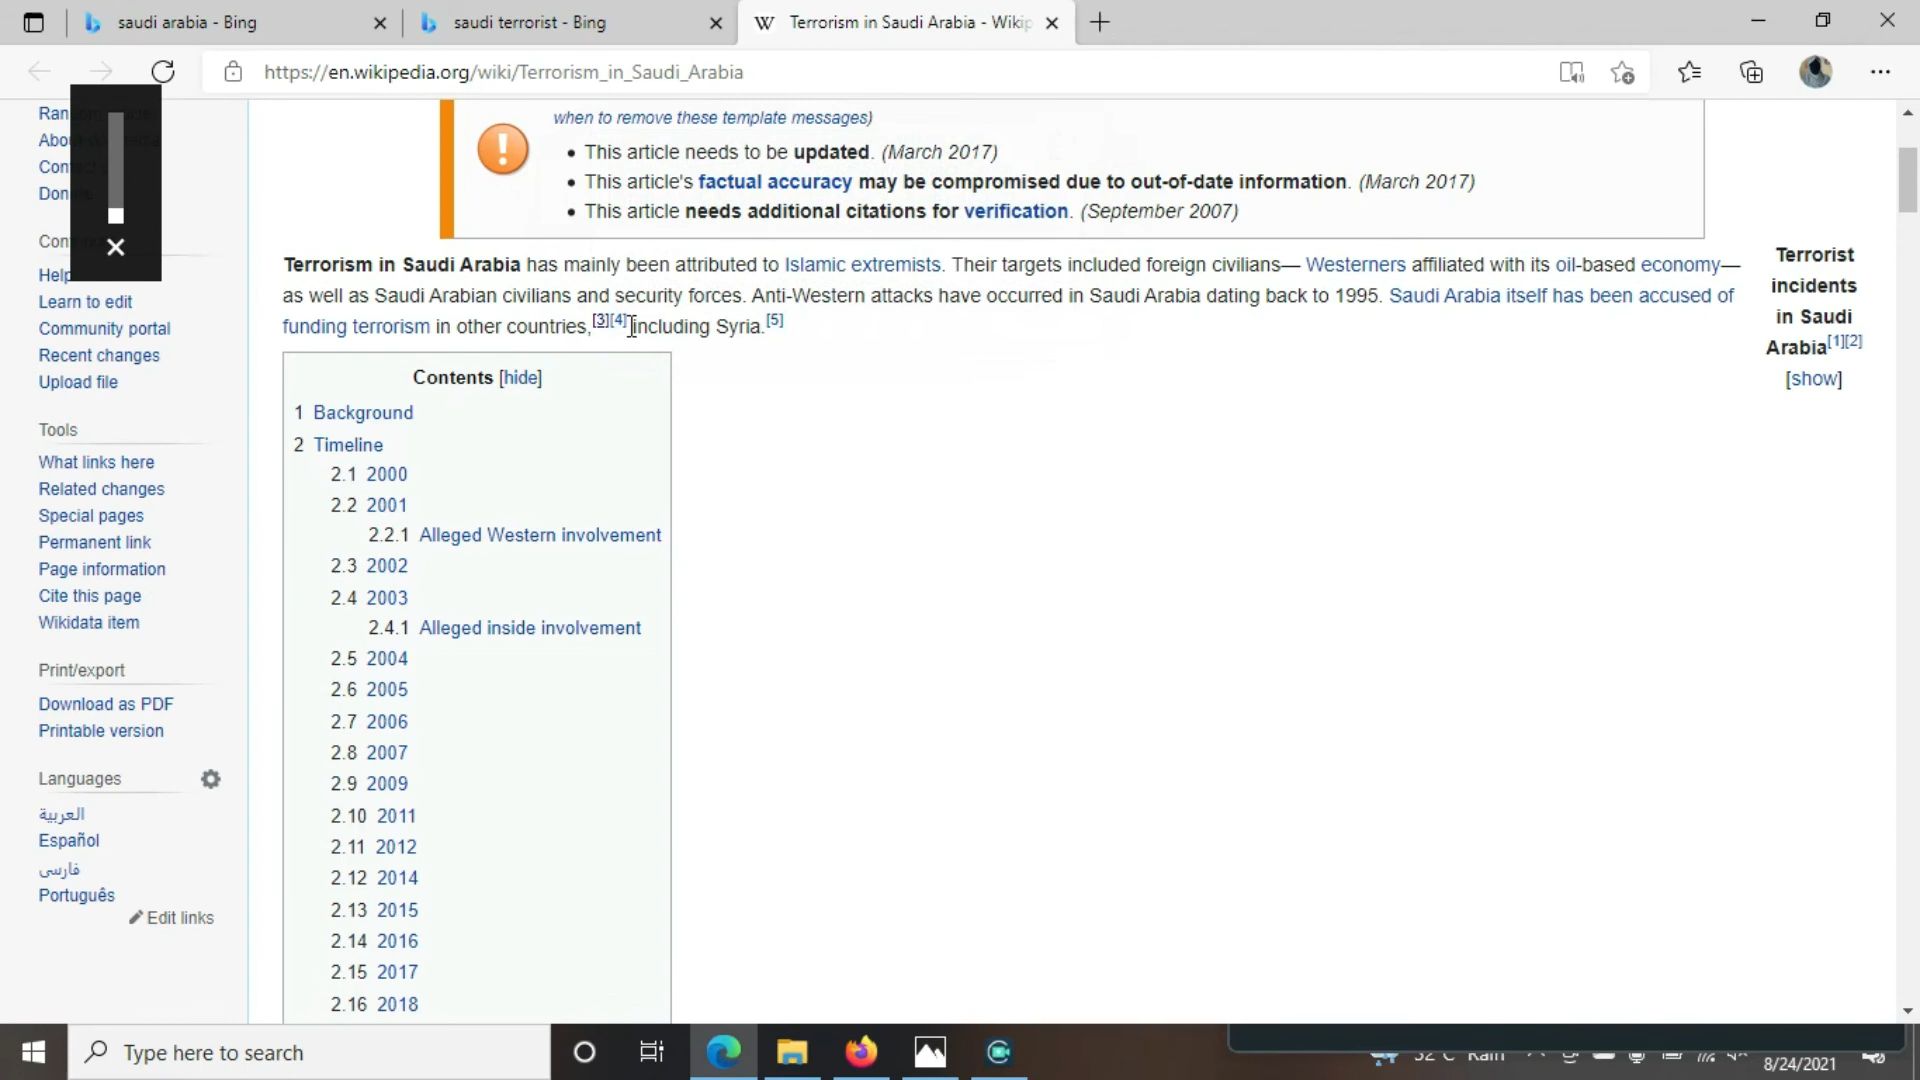 saudi arabia - Bing
saudi terrorist - Bing
Terrorism in Saudi Arabia - Wikip
https://en.wikipedia.org/wiki/Terrorism_in_Saudi_Arabia
Ran
Abo
Conta
Don
Con
Help
Learn to edit
Community portal
Recent changes
Upload file
Tools
What links here
Related changes
Special pages
Permanent link
Page information
Cite this page
Wikidata item
Print/export
Download as PDF
Printable version
Languages
العربية
Español
فارسی
Português
Edit links
when to remove these template messages)
• This article needs to be updated. (March 2017)
• This article's factual accuracy may be compromised due to out-of-date information. (March 2017)
• This article needs additional citations for verification. (September 2007)
Terrorism in Saudi Arabia has mainly been attributed to Islamic extremists. Their targets included foreign civilians— Westerners affiliated with its oil-based economy—
as well as Saudi Arabian civilians and security forces. Anti-Western attacks have occurred in Saudi Arabia dating back to 1995. Saudi Arabia itself has been accused of
funding terrorism in other countries,[3][4] including Syria.[5]
Terrorist
incidents
in Saudi
Arabia[1][2]
[show]
Contents [hide]
1 Background
2 Timeline
2.1 2000
2.2 2001
2.2.1 Alleged Western involvement
2.3 2002
2.4 2003
2.4.1 Alleged inside involvement
2.5 2004
2.6 2005
2.7 2006
2.8 2007
2.9 2009
2.10 2011
2.11 2012
2.12 2014
2.13 2015
2.14 2016
2.15 2017
2.16 2018
Type here to search
Rain
8/24/2021